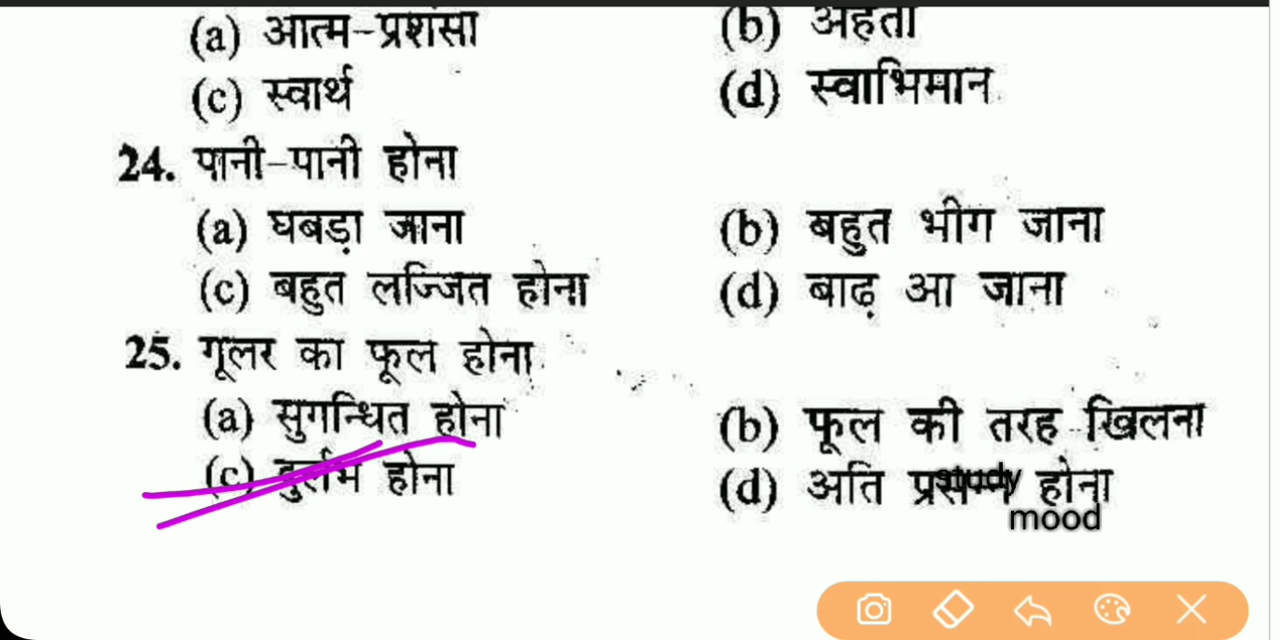 (a) आत्म-प्रशंसा (b) अहंता
(c) स्वार्थ (d) स्वाभिमान
24. पानी-पानी होना
(a) घबड़ा जाना (b) बहुत भीग जाना
(c) बहुत लज्जित होना (d) बाढ़ आ जाना
25. गूलर का फूल होना
(a) सुगन्धित होना (b) फूल की तरह खिलना
(c) दुर्लभ होना (d) अति प्रसन्न होना
study
mood